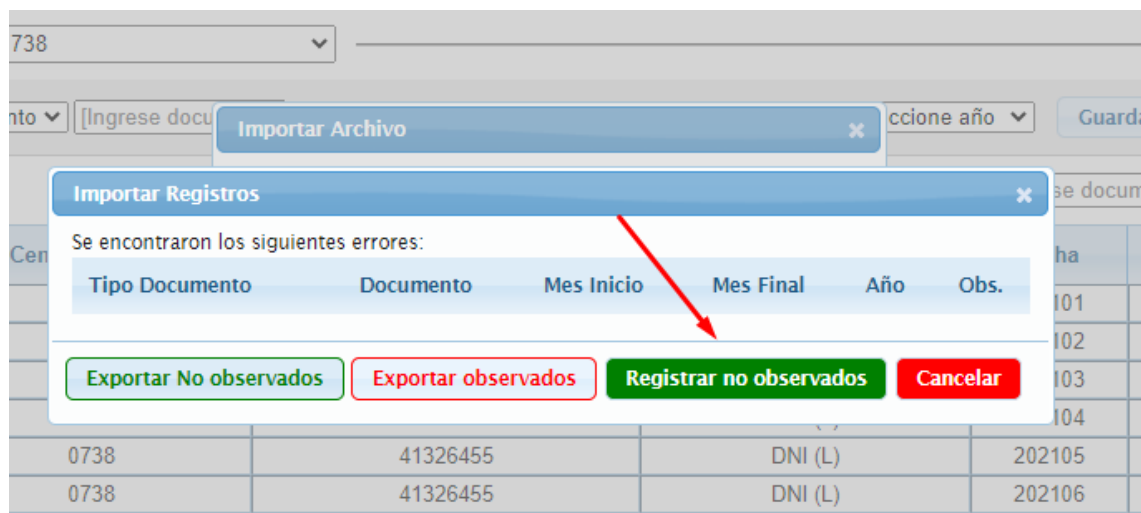 738
nto [Ingrese docu
Importar Archivo
ccione año Guarda
Importar Registros
se docum
Se encontraron los siguientes errores:
Cen
ha
Tipo Documento Documento Mes Inicio Mes Final Año Obs.
101
102
Exportar No observados Exportar observados Registrar no observados Cancelar
103
104
0738 41326455 DNI (L) 202105
0738 41326455 DNI (L) 202106